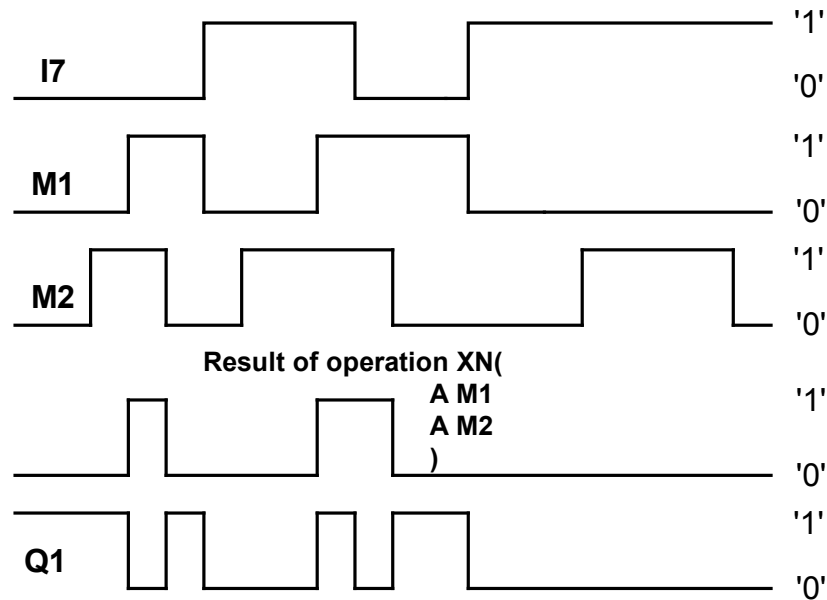 '1'
I7
'0'
'1'
M1
'0'
'1'
M2
'0'
Result of operation XN(
A M1
'1'
A M2
)
'0'
'1'
Q1
'0'